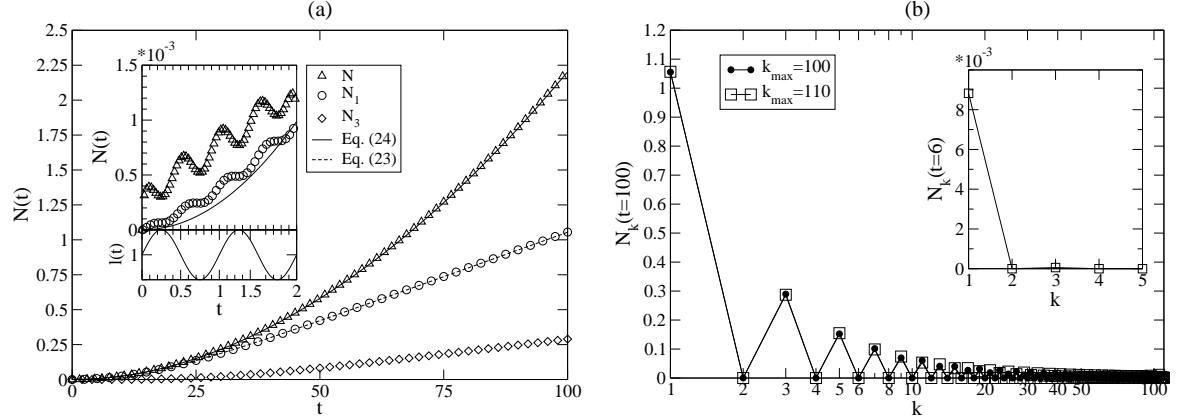 (a)
2.5
2.25
2
1.75
1.5
1.25
1
0.75
0.5
0.25
0
N(t)
0 25 50 75 100
t
*10^-3
1.5
1
0.5
0
N(t)
1
l(t)
0 0.5 1 1.5 2
t
N
N_1
N_3
Eq. (24)
Eq. (23)
(b)
1.2
1.1
1
0.9
0.8
0.7
0.6
0.5
0.4
0.3
0.2
0.1
0
N_k(t=100)
1 2 3 4 5 6 8 10 20 30 40 60 100
k
k_max=100
k_max=110
*10^-3
8
6
4
2
0
N_k(t=6)
1 2 3 4 5
k